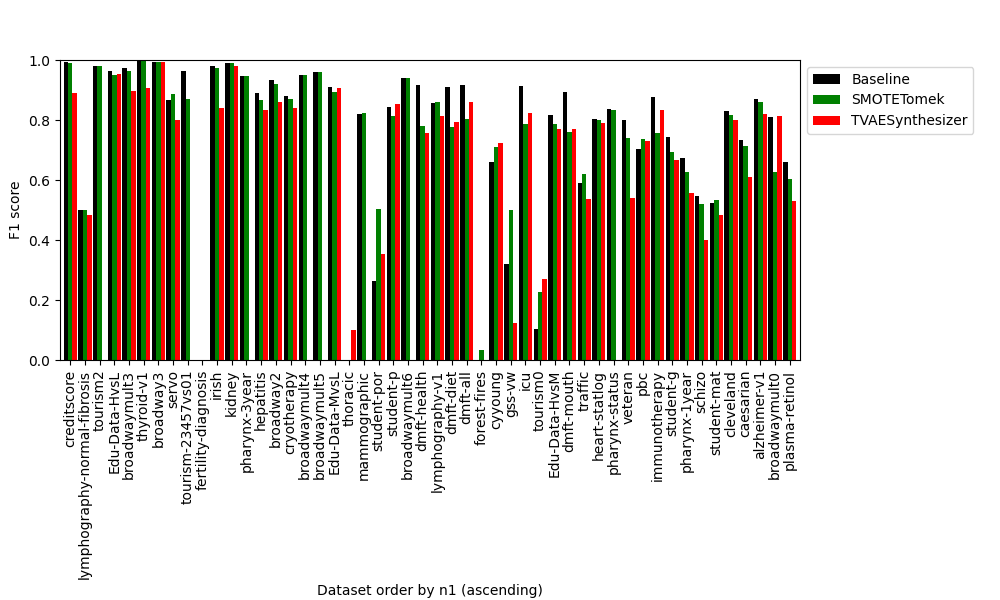 Baseline
SMOTETomek
TVAESynthesizer
F1 score
1.0
0.8
0.6
0.4
0.2
0.0
creditscore
lymphography-normal-fibrosis
tourism2
Edu-Data-HvsL
broadwaymult3
thyroid-v1
broadway3
servo
tourism-23457vs01
fertility-diagnosis
irish
kidney
pharynx-3year
hepatitis
broadway2
cryotherapy
broadwaymult4
broadwaymult5
Edu-Data-MvsL
thoracic
mammographic
student-por
student-p
broadwaymult6
dmft-health
lymphography-v1
dmft-diet
dmft-all
forest-fires
cyyoung
gss-vw
icu
tourism0
Edu-Data-HvsM
dmft-mouth
traffic
heart-statlog
pharynx-status
veteran
pbc
immunotherapy
student-g
pharynx-1year
schizo
student-mat
cleveland
caesarian
alzheimer-v1
broadwaymult0
plasma-retinol
Dataset order by n1 (ascending)